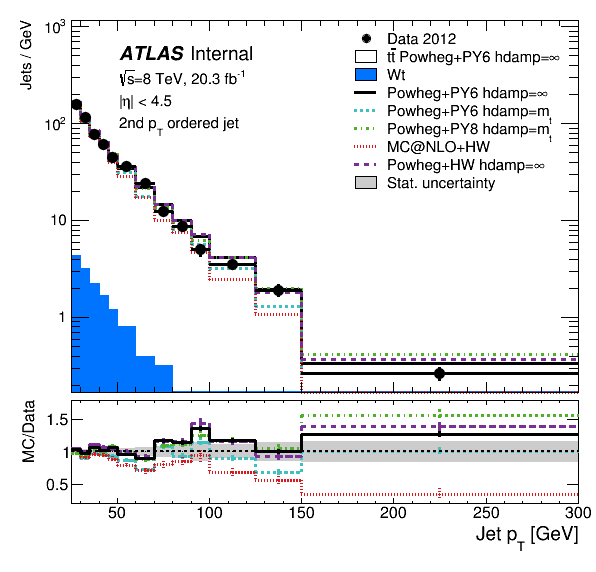 Jets / GeV
10³
10²
10
1
ATLAS Internal
√s=8 TeV, 20.3 fb⁻¹
|η| < 4.5
2nd p_T ordered jet
Data 2012
tt̄ Powheg+PY6 hdamp=∞
Wt
Powheg+PY6 hdamp=∞
Powheg+PY6 hdamp=m_t
Powheg+PY8 hdamp=m_t
MC@NLO+HW
Powheg+HW hdamp=∞
Stat. uncertainty
MC/Data
1.5
1
0.5
50 100 150 200 250 300
Jet p_T [GeV]